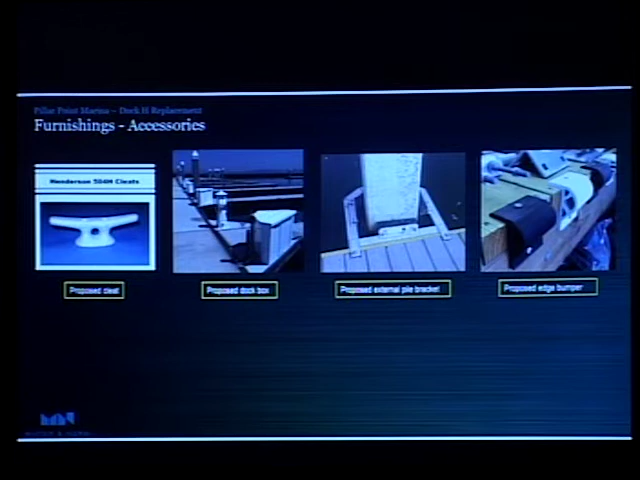 Pillar Point Marina – Dock H Replacement
Furnishings - Accessories
Henderson 504M Cleats
Proposed cleat
Proposed dock box
Proposed external pile bracket
Proposed edge bumper